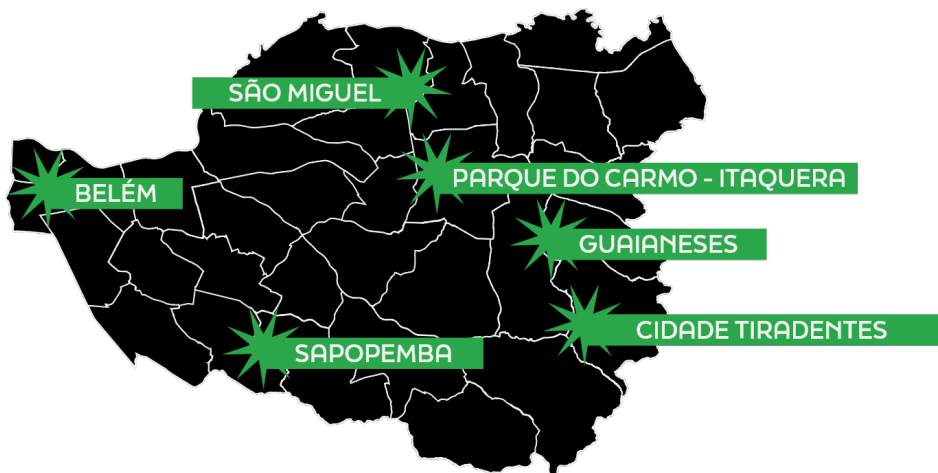 SÃO MIGUEL
PARQUE DO CARMO - ITAQUERA
BELÉM
GUAIANESES
CIDADE TIRADENTES
SAPOPEMBA